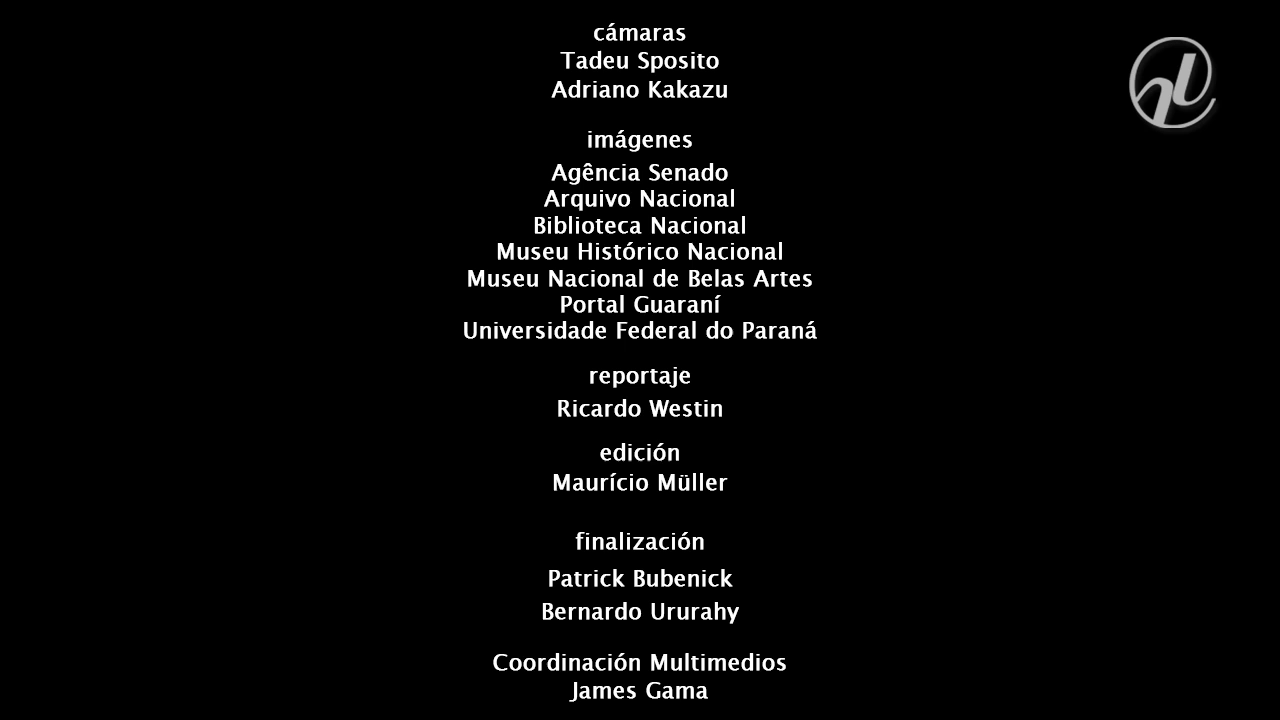 cámaras
Tadeu Sposito
Adriano Kakazu
imágenes
Agência Senado
Arquivo Nacional
Biblioteca Nacional
Museu Histórico Nacional
Museu Nacional de Belas Artes
Portal Guaraní
Universidade Federal do Paraná
reportaje
Ricardo Westin
edición
Maurício Müller
finalización
Patrick Bubenick
Bernardo Ururahy
Coordinación Multimedios
James Gama